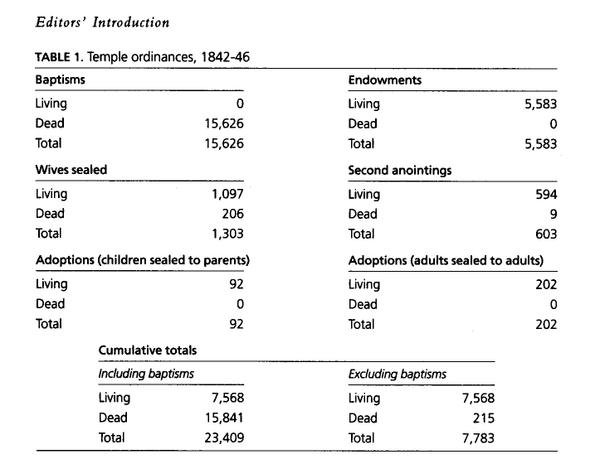 Editors' Introduction
TABLE 1. Temple ordinances, 1842-46
Baptisms
Living 0
Dead 15,626
Total 15,626
Endowments
Living 5,583
Dead 0
Total 5,583
Wives sealed
Living 1,097
Dead 206
Total 1,303
Second anointings
Living 594
Dead 9
Total 603
Adoptions (children sealed to parents)
Living 92
Dead 0
Total 92
Adoptions (adults sealed to adults)
Living 202
Dead 0
Total 202
Cumulative totals
Including baptisms
Living 7,568
Dead 15,841
Total 23,409
Excluding baptisms
Living 7,568
Dead 215
Total 7,783